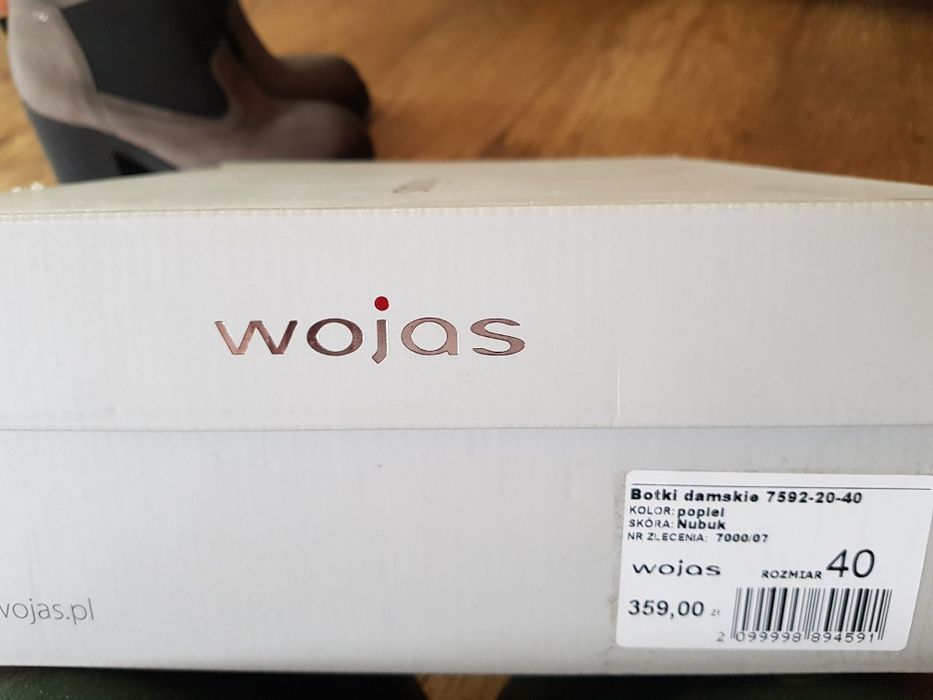 wojas
wojas.pl
Botki damskie 7592-20-40
KOLOR: popiel
SKÓRA: Nubuk
NR ZLECENIA: 7000/07
wojas ROZMIAR 40
359,00 zł
2 099998 894591